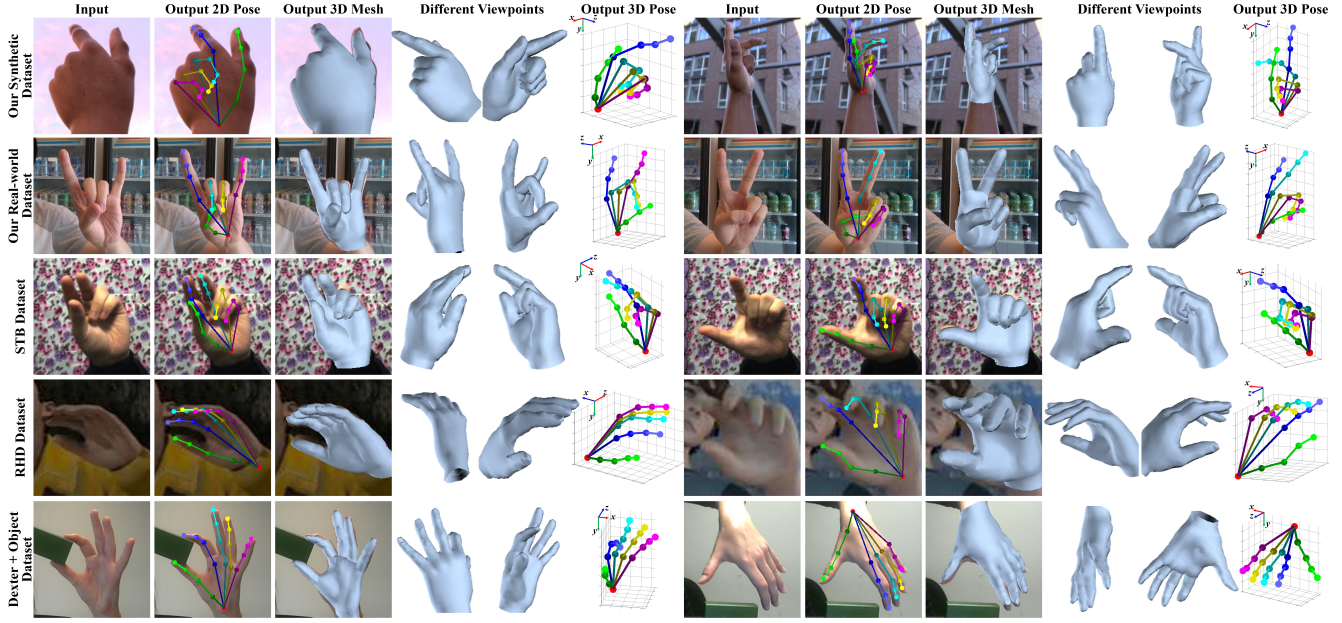 Input Output 2D Pose Output 3D Mesh Different Viewpoints Output 3D Pose Input Output 2D Pose Output 3D Mesh Different Viewpoints Output 3D Pose
Our Synthetic
Dataset
x z
y
x z
y
Our Real-world
Dataset
z x
y
z x
y
STB Dataset
z
x
y
x z
y
RHD Dataset
x z
y
x
z
y
Dexter + Object
Dataset
z
x
y
x
z
y